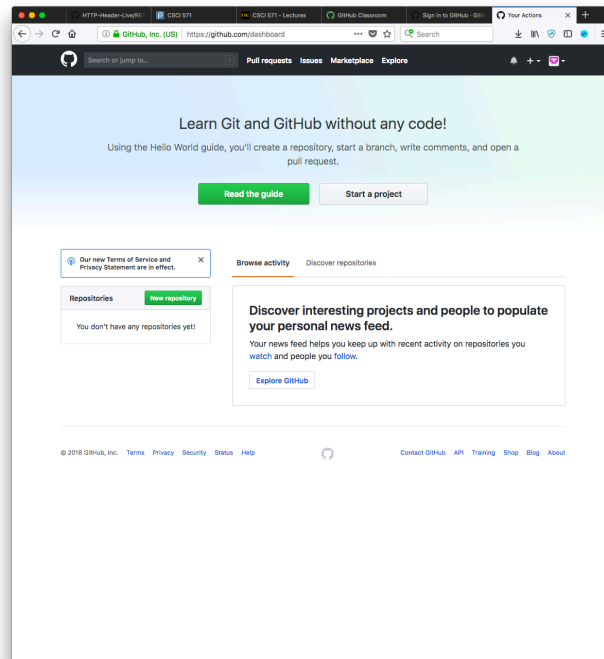 HTTP-Header-Live/RE
CSCI 571
CSCI 571 - Lectures
GitHub Classroom
Sign in to GitHub · GitH
Your Actions
GitHub, Inc. (US)
https://github.com/dashboard
Search
Search or jump to...
/
Pull requests
Issues
Marketplace
Explore
Learn Git and GitHub without any code!
Using the Hello World guide, you'll create a repository, start a branch, write comments, and open a
pull request.
Read the guide
Start a project
Our new Terms of Service and
Privacy Statement are in effect.
Browse activity
Discover repositories
Repositories
New repository
You don't have any repositories yet!
Discover interesting projects and people to populate
your personal news feed.
Your news feed helps you keep up with recent activity on repositories you
watch and people you follow.
Explore GitHub
© 2018 GitHub, Inc.
Terms
Privacy
Security
Status
Help
Contact GitHub
API
Training
Shop
Blog
About